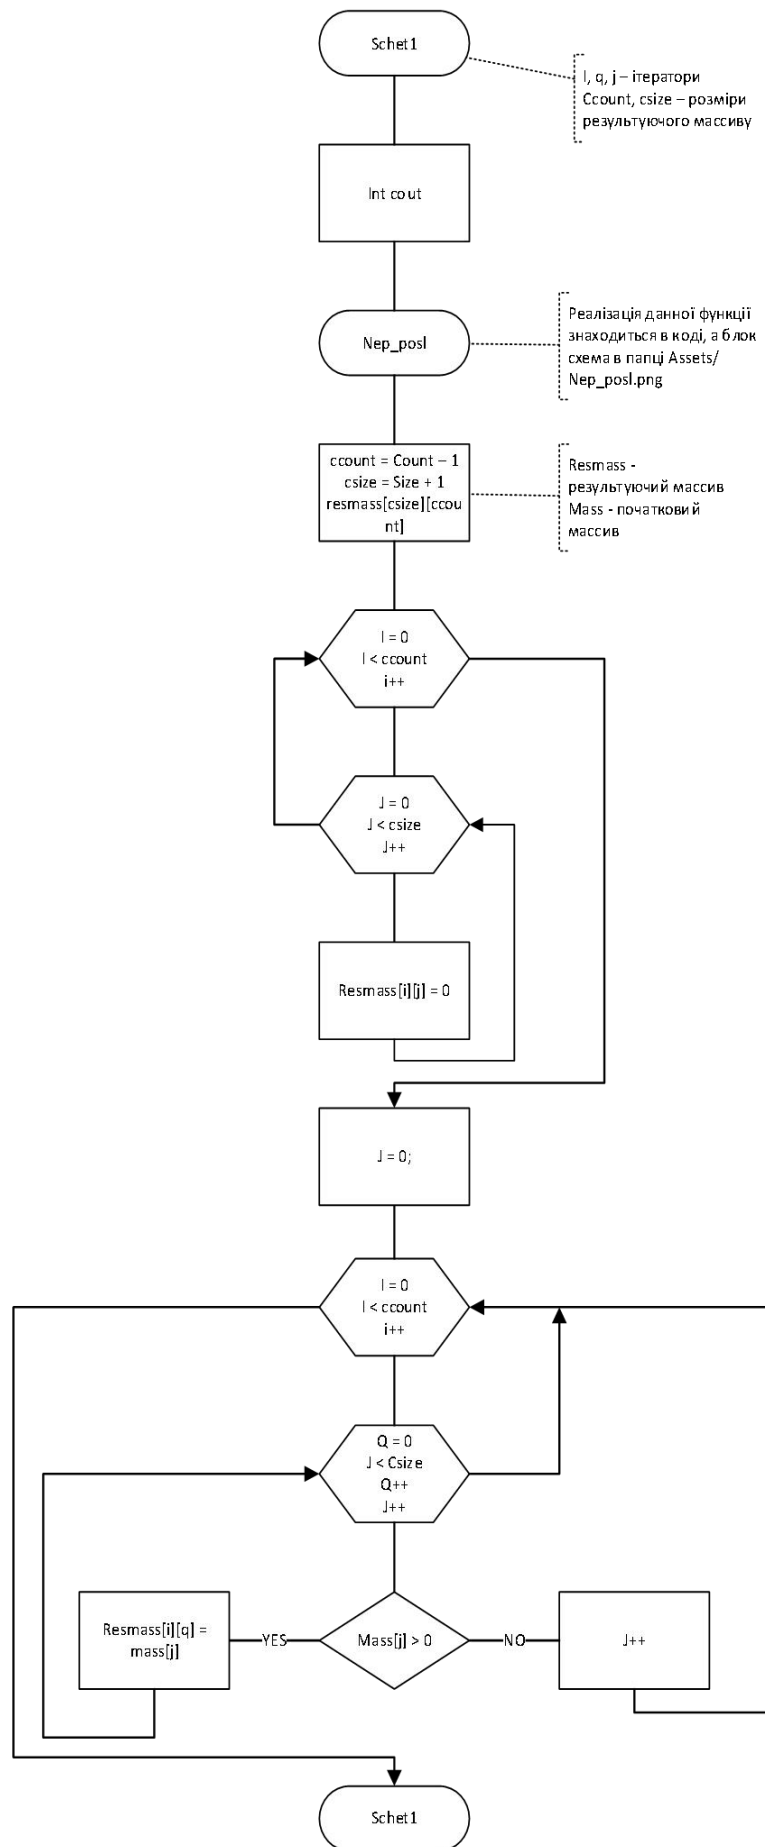 Schet1
I, q, j – ітератори
Ccount, csize – розміри
результуючого массиву
Int cout
Nep_posl
Реалізація данної функції
знаходиться в коді, а блок
схема в папці Assets/
Nep_posl.png
ccount = Count – 1
csize = Size + 1
resmass[csize][ccou
nt]
Resmass -
результуючий массив
Mass - початковий
массив
I = 0
I < ccount
i++
J = 0
J < csize
J++
Resmass[i][j] = 0
J = 0;
I = 0
I < ccount
i++
Q = 0
J < Csize
Q++
J++
Resmass[i][q] =
mass[j]
YES
Mass[j] > 0
NO
J++
Schet1